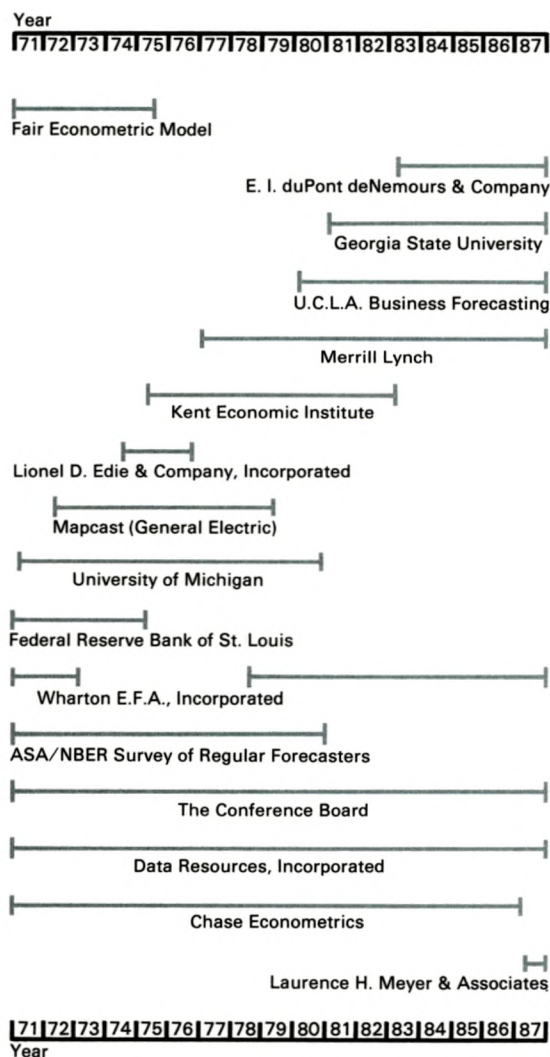 Year
71 72 73 74 75 76 77 78 79 80 81 82 83 84 85 86 87
Fair Econometric Model
E. I. duPont deNemours & Company
Georgia State University
U.C.L.A. Business Forecasting
Merrill Lynch
Kent Economic Institute
Lionel D. Edie & Company, Incorporated
Mapcast (General Electric)
University of Michigan
Federal Reserve Bank of St. Louis
Wharton E.F.A., Incorporated
ASA/NBER Survey of Regular Forecasters
The Conference Board
Data Resources, Incorporated
Chase Econometrics
Laurence H. Meyer & Associates
71 72 73 74 75 76 77 78 79 80 81 82 83 84 85 86 87
Year